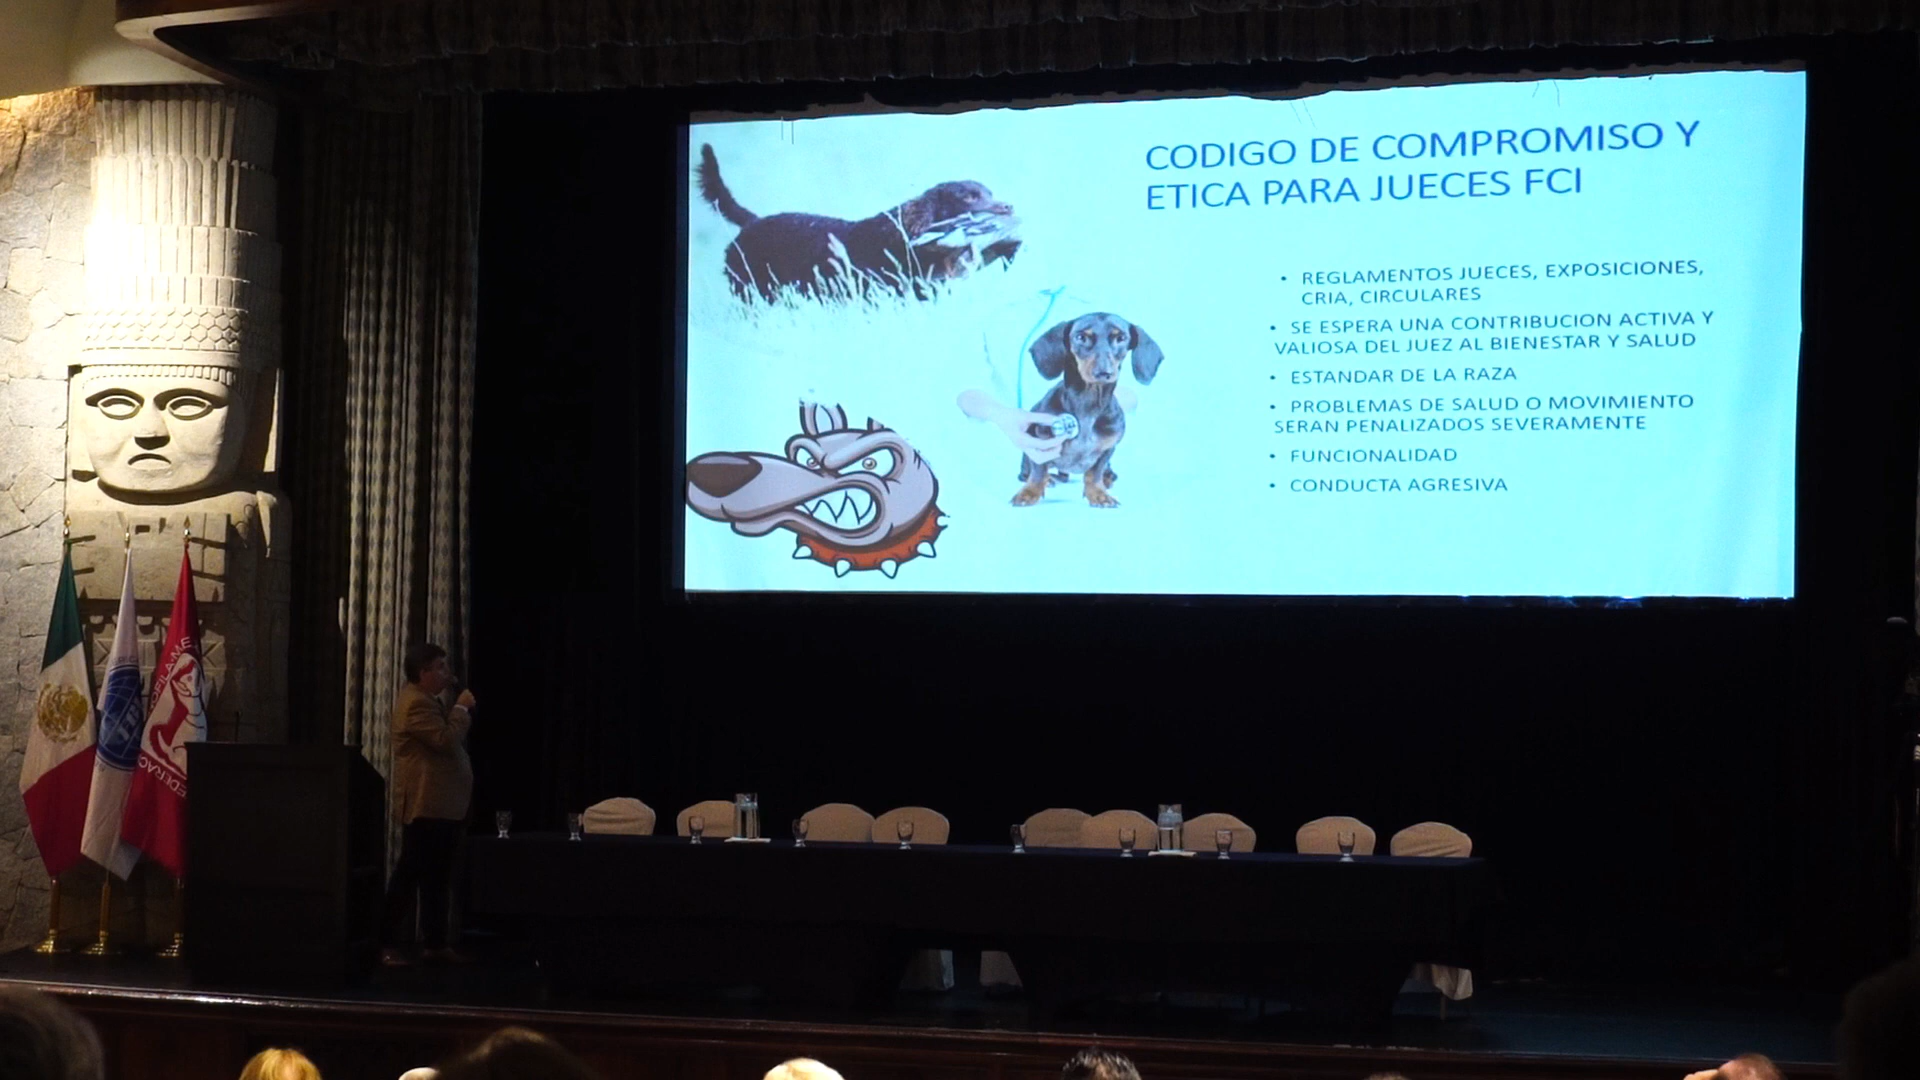 CODIGO DE COMPROMISO Y
ETICA PARA JUECES FCI
• REGLAMENTOS JUECES, EXPOSICIONES,
CRIA, CIRCULARES
• SE ESPERA UNA CONTRIBUCION ACTIVA Y
VALIOSA DEL JUEZ AL BIENESTAR Y SALUD
• ESTANDAR DE LA RAZA
• PROBLEMAS DE SALUD O MOVIMIENTO
SERAN PENALIZADOS SEVERAMENTE
• FUNCIONALIDAD
• CONDUCTA AGRESIVA